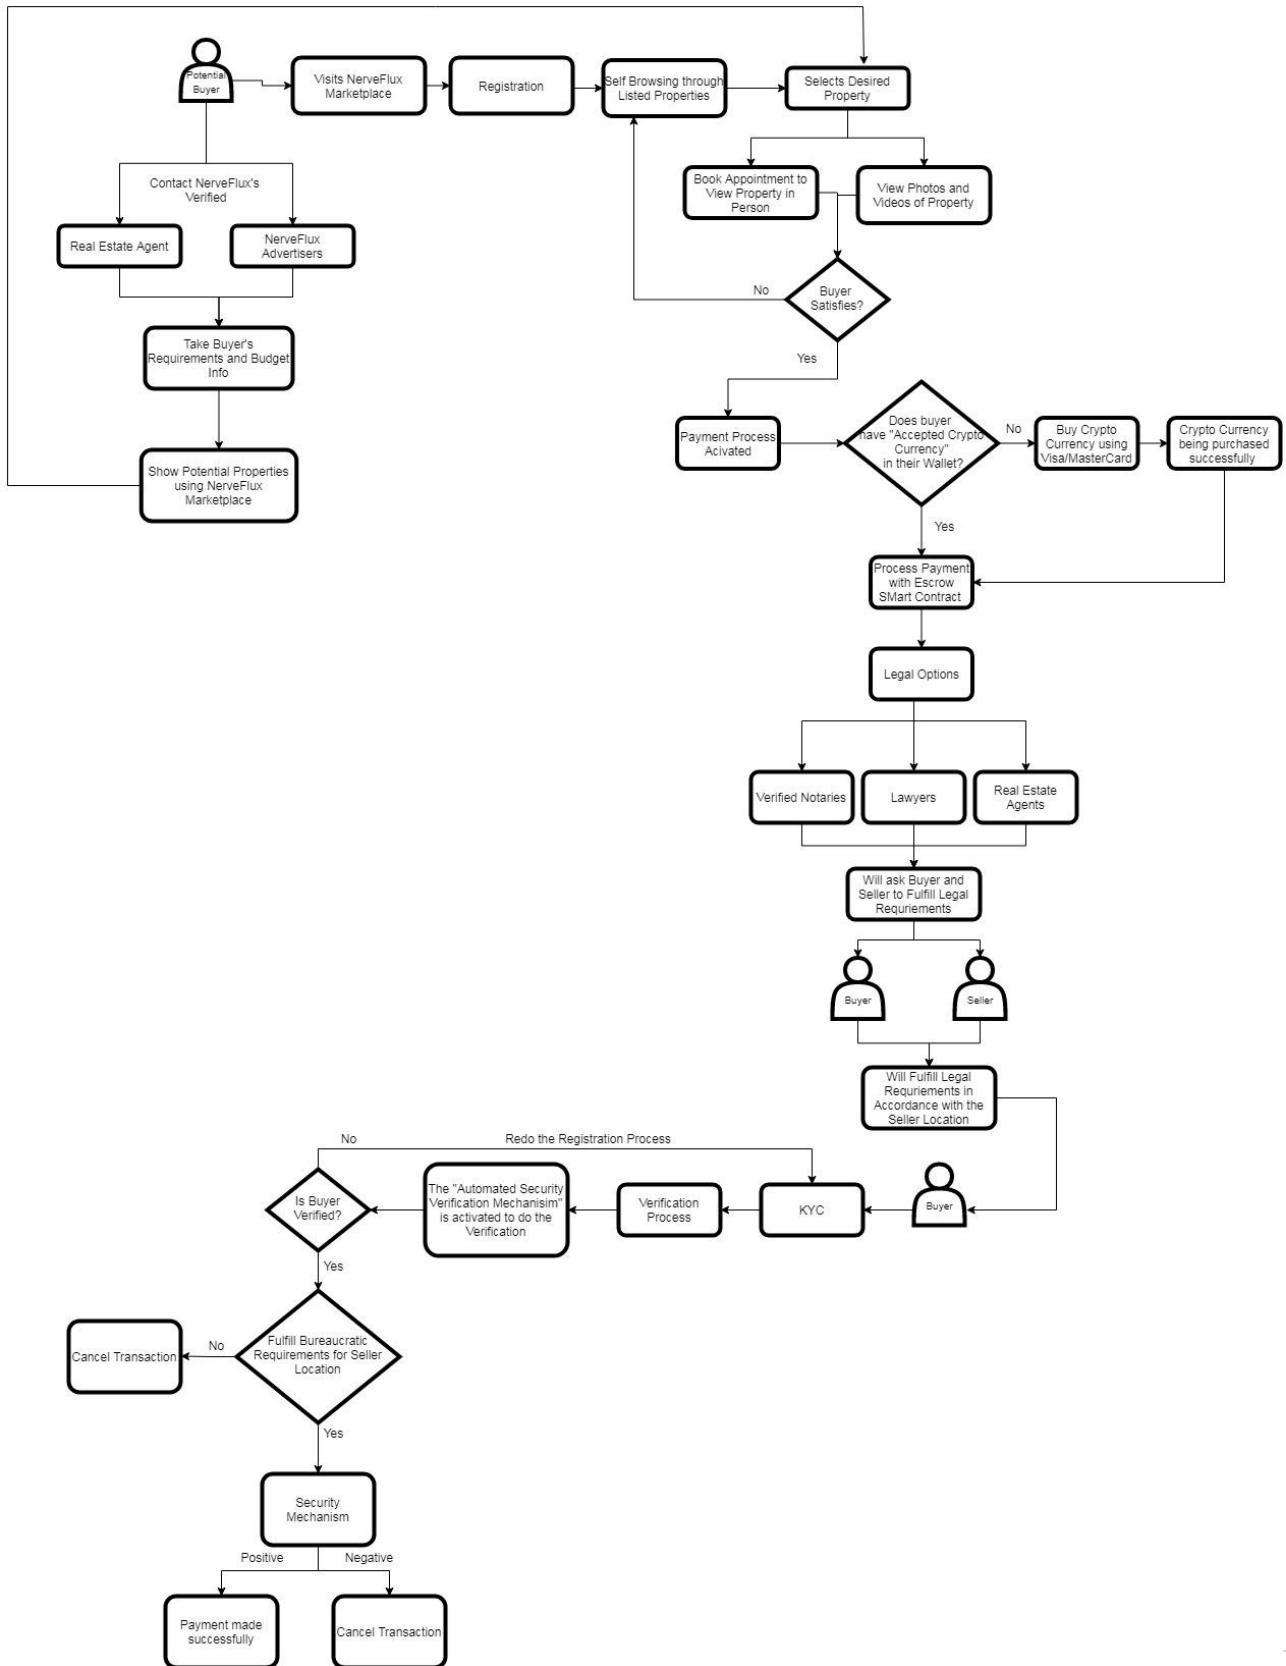 Potential
Buyer
Visits NerveFlux
Marketplace
Registration
Self Browsing through
Listed Properties
Selects Desired
Property
Contact NerveFlux's
Verified
Real Estate Agent
NerveFlux
Advertisers
Book Appointment to
View Property in
Person
View Photos and
Videos of Property
Take Buyer's
Requirements and Budget
Info
No
Buyer
Satisfies?
Yes
Show Potential Properties
using NerveFlux
Marketplace
Payment Process
Acivated
Does buyer
have "Accepted Crypto
Currency"
in their Wallet?
No
Buy Crypto
Currency using
Visa/MasterCard
Crypto Currency
being purchased
successfully
Yes
Process Payment
with Escrow
SMart Contract
Legal Options
Verified Notaries
Lawyers
Real Estate
Agents
Will ask Buyer and
Seller to Fulfill Legal
Requriements
Buyer
Seller
Will Fulfill Legal
Requriements in
Accordance with the
Seller Location
No
Redo the Registration Process
Is Buyer
Verified?
The "Automated Security
Verification Mechanisim"
is activated to do the
Verification
Verification
Process
KYC
Buyer
Yes
Cancel Transaction
No
Fulfill Bureaucratic
Requirements for Seller
Location
Yes
Security
Mechanism
Positive
Negative
Payment made
successfully
Cancel Transaction